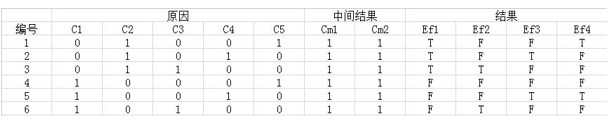 原因 中间结果 结果
编号 C1 C2 C3 C4 C5 Cm1 Cm2 Ef1 Ef2 Ef3 Ef4
1 0 1 0 0 1 1 1 T F F T
2 0 1 0 1 0 1 1 T F T F
3 0 1 1 0 0 1 1 T T F F
4 1 0 0 0 1 1 1 F F F F
5 1 0 0 1 0 1 1 F F T T
6 1 0 1 0 0 1 1 F T F F